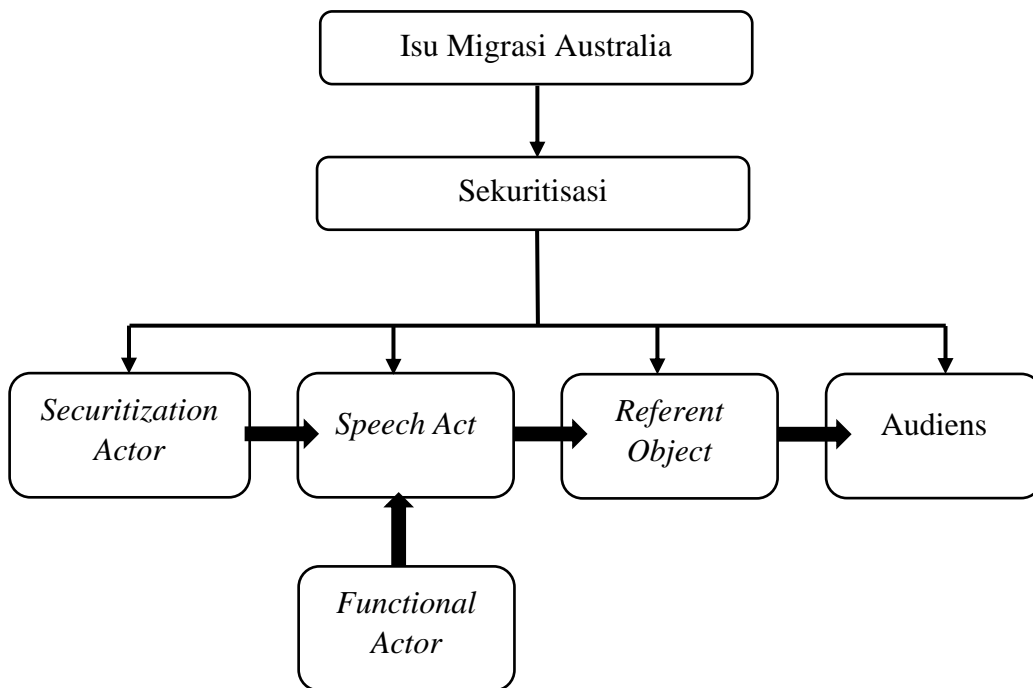 Isu Migrasi Australia
Sekuritisasi
Securitization
Actor
Speech Act
Referent
Object
Audiens
Functional
Actor